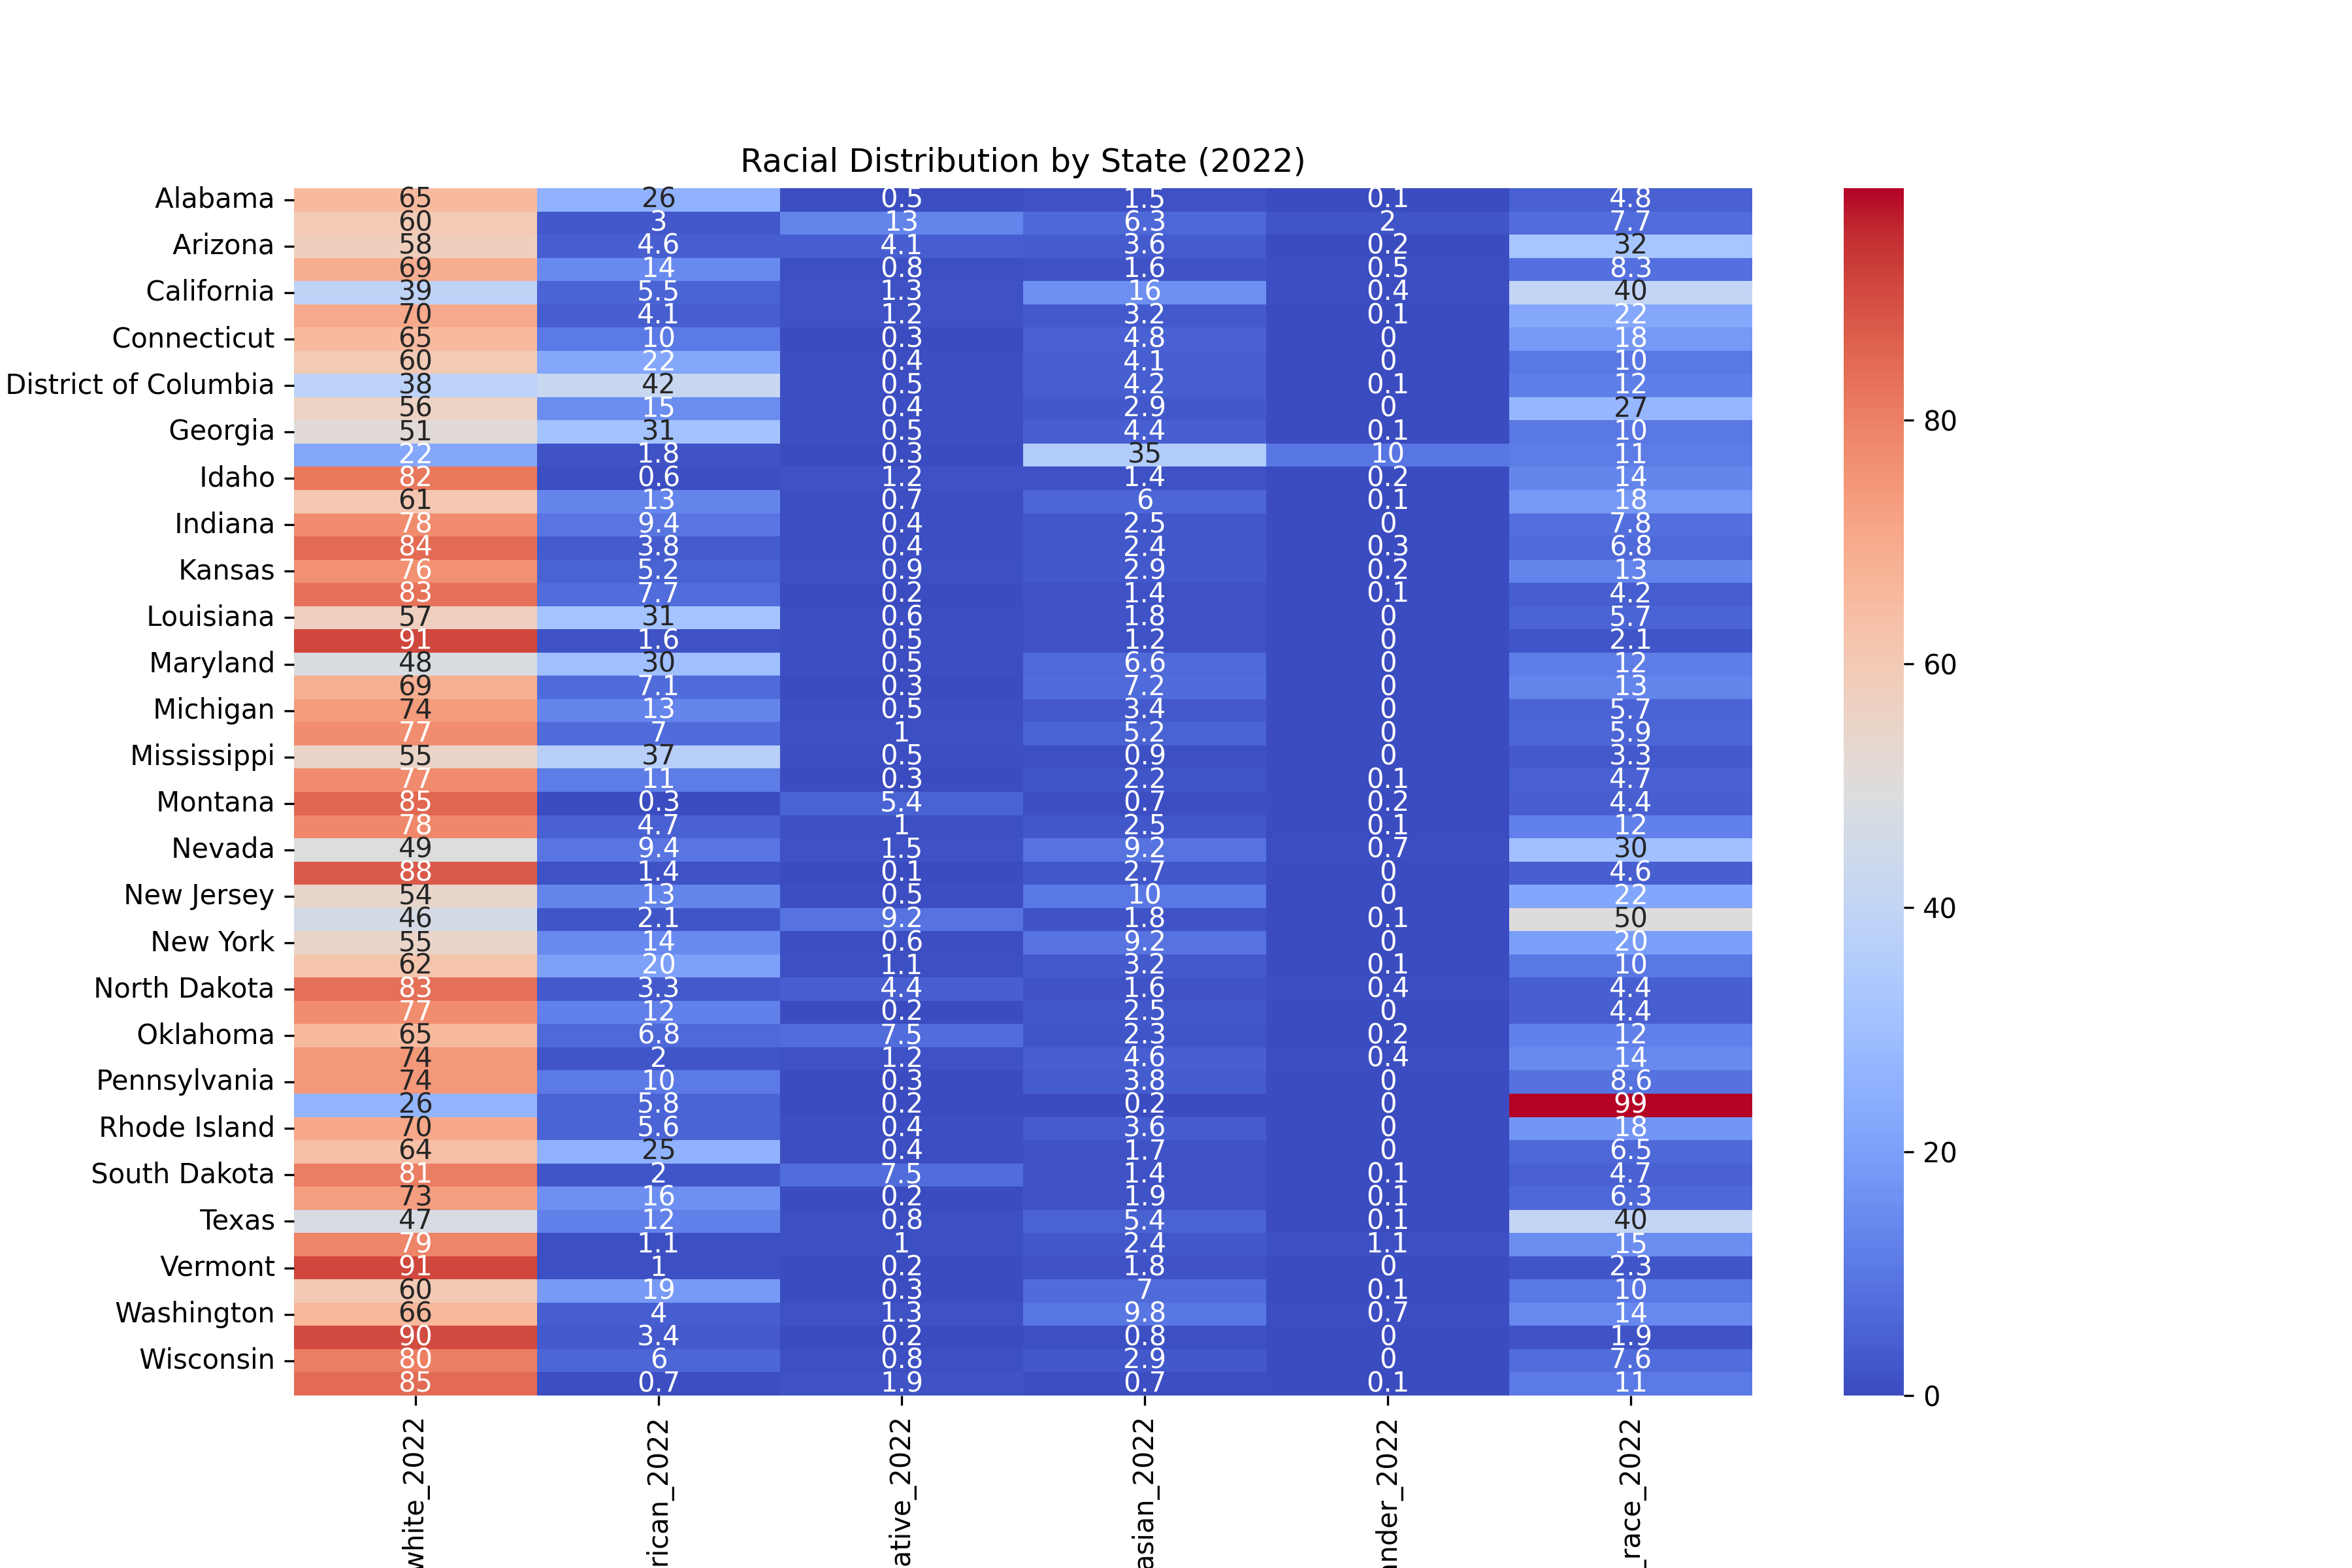 Racial Distribution by State (2022)
Alabama 65 26 0.5 1.5 0.1 4.8
60 3 13 6.3 2 7.7
Arizona 58 4.6 4.1 3.6 0.2 32
69 14 0.8 1.6 0.5 8.3
California 39 5.5 1.3 16 0.4 40
70 4.1 1.2 3.2 0.1 22
Connecticut 65 10 0.3 4.8 0 18
60 22 0.4 4.1 0 10
District of Columbia 38 42 0.5 4.2 0.1 12
56 15 0.4 2.9 0 27
80
Georgia 51 31 0.5 4.4 0.1 10
22 1.8 0.3 35 10 11
Idaho 82 0.6 1.2 1.4 0.2 14
61 13 0.7 6 0.1 18
Indiana 78 9.4 0.4 2.5 0 7.8
84 3.8 0.4 2.4 0.3 6.8
Kansas 76 5.2 0.9 2.9 0.2 13
83 7.7 0.2 1.4 0.1 4.2
Louisiana 57 31 0.6 1.8 0 5.7
91 1.6 0.5 1.2 0 2.1
Maryland 48 30 0.5 6.6 0 12
60
69 7.1 0.3 7.2 0 13
Michigan 74 13 0.5 3.4 0 5.7
77 7 1 5.2 0 5.9
Mississippi 55 37 0.5 0.9 0 3.3
77 11 0.3 2.2 0.1 4.7
Montana 85 0.3 5.4 0.7 0.2 4.4
78 4.7 1 2.5 0.1 12
Nevada 49 9.4 1.5 9.2 0.7 30
88 1.4 0.1 2.7 0 4.6
New Jersey 54 13 0.5 10 0 22
40
46 2.1 9.2 1.8 0.1 50
New York 55 14 0.6 9.2 0 20
62 20 1.1 3.2 0.1 10
North Dakota 83 3.3 4.4 1.6 0.4 4.4
77 12 0.2 2.5 0 4.4
Oklahoma 65 6.8 7.5 2.3 0.2 12
74 2 1.2 4.6 0.4 14
Pennsylvania 74 10 0.3 3.8 0 8.6
26 5.8 0.2 0.2 0 99
Rhode Island 70 5.6 0.4 3.6 0 18
64 25 0.4 1.7 0 6.5
20
South Dakota 81 2 7.5 1.4 0.1 4.7
73 16 0.2 1.9 0.1 6.3
Texas 47 12 0.8 5.4 0.1 40
79 1.1 1 2.4 1.1 15
Vermont 91 1 0.2 1.8 0 2.3
60 19 0.3 7 0.1 10
Washington 66 4 1.3 9.8 0.7 14
90 3.4 0.2 0.8 0 1.9
Wisconsin 80 6 0.8 2.9 0 7.6
85 0.7 1.9 0.7 0.1 11
0
white_2022
rican_2022
ative_2022
asian_2022
ander_2022
_race_2022